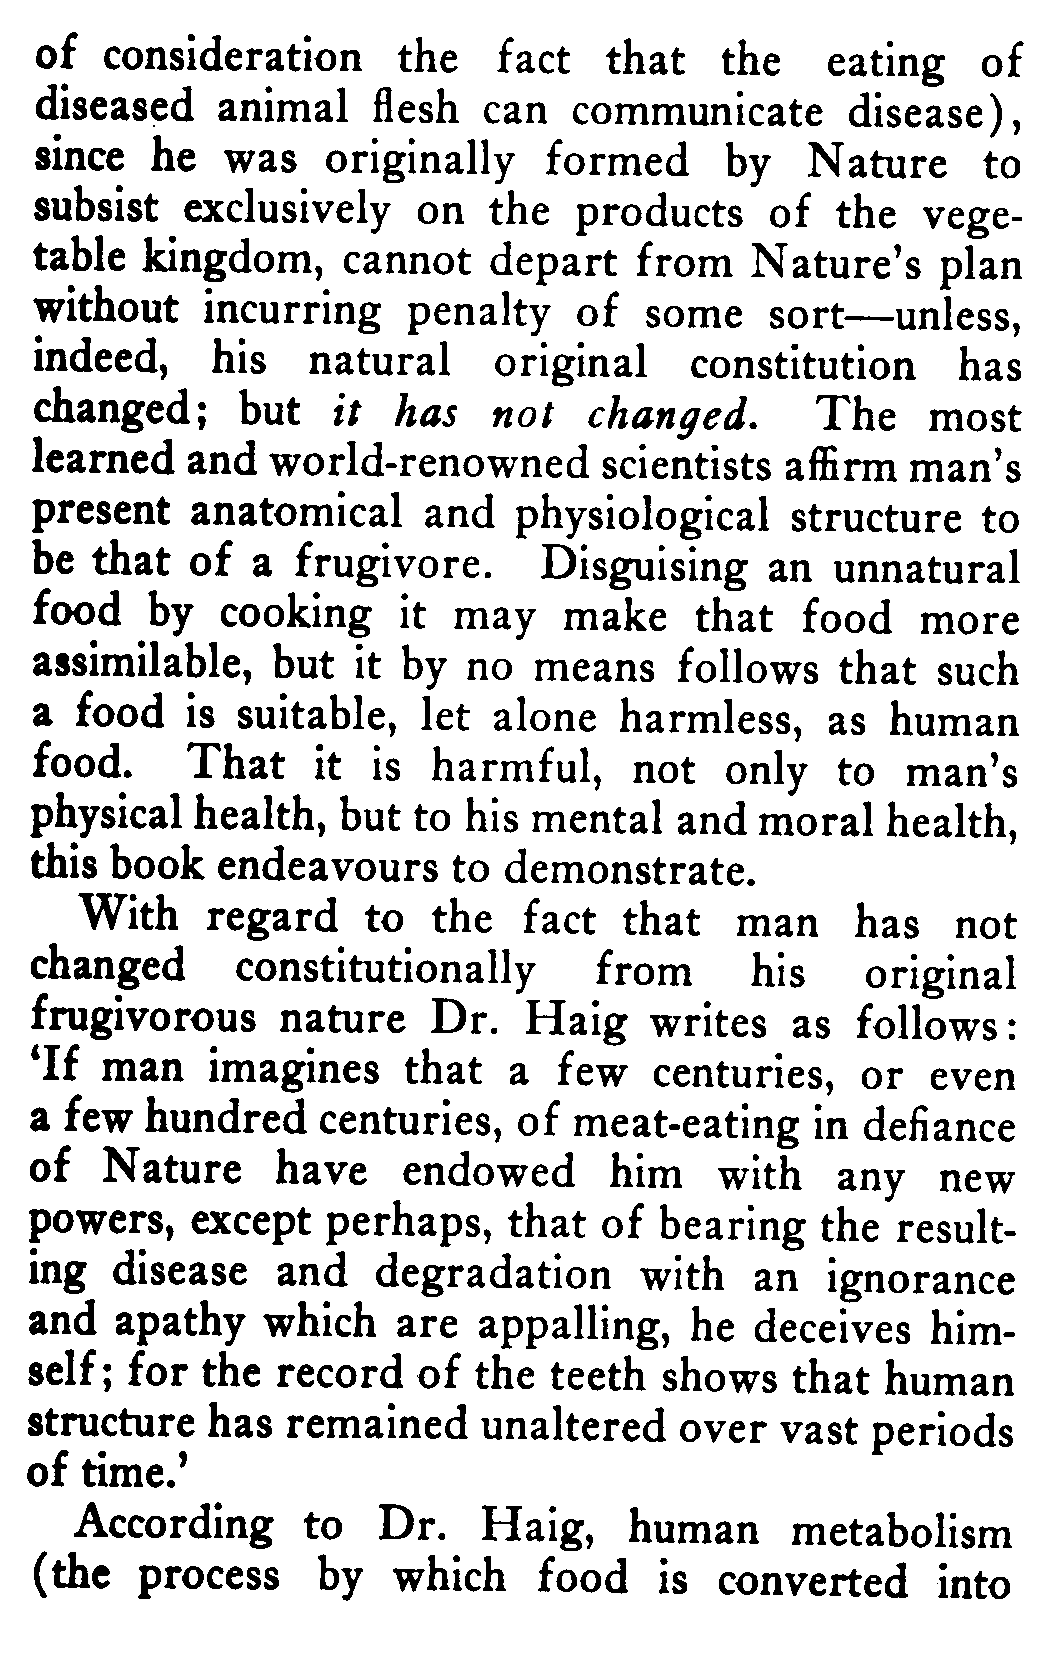 of consideration the fact that the eating of
diseased animal flesh can communicate disease),
since he was originally formed by Nature to
subsist exclusively on the products of the vege-
table kingdom, cannot depart from Nature's plan
without incurring penalty of some sort—unless,
indeed, his natural original constitution has
changed; but it has not changed. The most
learned and world-renowned scientists affirm man's
present anatomical and physiological structure to
be that of a frugivore. Disguising an unnatural
food by cooking it may make that food more
assimilable, but it by no means follows that such
a food is suitable, let alone harmless, as human
food. That it is harmful, not only to man's
physical health, but to his mental and moral health,
this book endeavours to demonstrate.
With regard to the fact that man has not
changed constitutionally from his original
frugivorous nature Dr. Haig writes as follows:
‘If man imagines that a few centuries, or even
a few hundred centuries, of meat-eating in defiance
of Nature have endowed him with any new
powers, except perhaps, that of bearing the result-
ing disease and degradation with an ignorance
and apathy which are appalling, he deceives him-
self; for the record of the teeth shows that human
structure has remained unaltered over vast periods
of time.’
According to Dr. Haig, human metabolism
(the process by which food is converted into